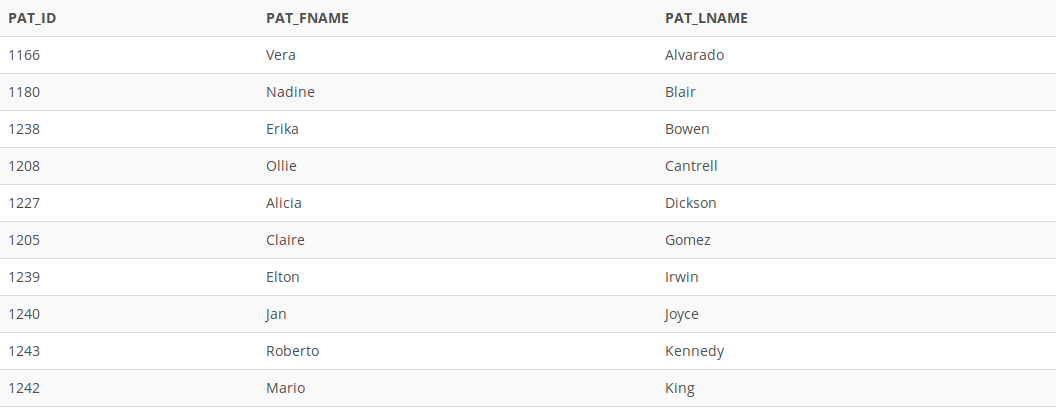 PAT_ID PAT_FNAME PAT_LNAME
1166 Vera Alvarado
1180 Nadine Blair
1238 Erika Bowen
1208 Ollie Cantrell
1227 Alicia Dickson
1205 Claire Gomez
1239 Elton Irwin
1240 Jan Joyce
1243 Roberto Kennedy
1242 Mario King